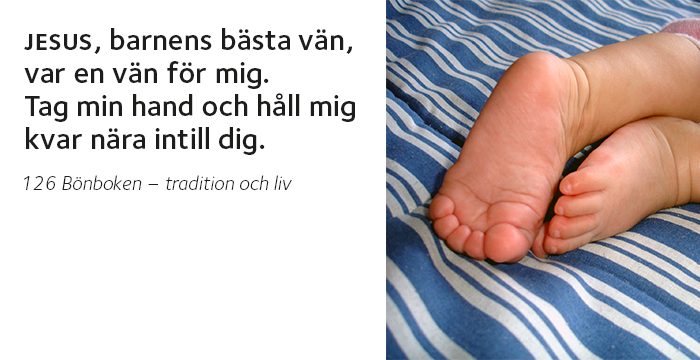 JESUS, barnens bästa vän,
var en vän för mig.
Tag min hand och håll mig
kvar nära intill dig.
126 Bönboken – tradition och liv